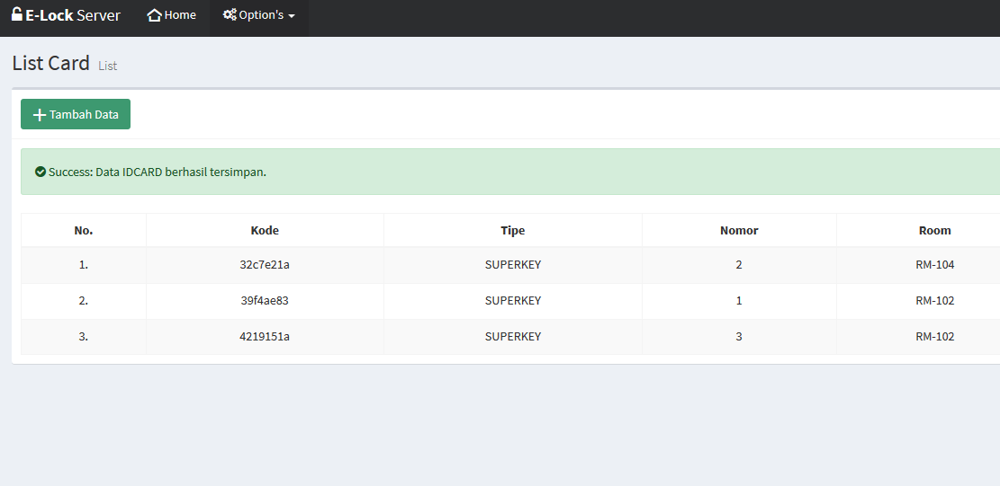 E-Lock Server Home Option's
List Card List
Tambah Data
Success: Data IDCARD berhasil tersimpan.
No. Kode Tipe Nomor Room
1. 32c7e21a SUPERKEY 2 RM-104
2. 39f4ae83 SUPERKEY 1 RM-102
3. 4219151a SUPERKEY 3 RM-102